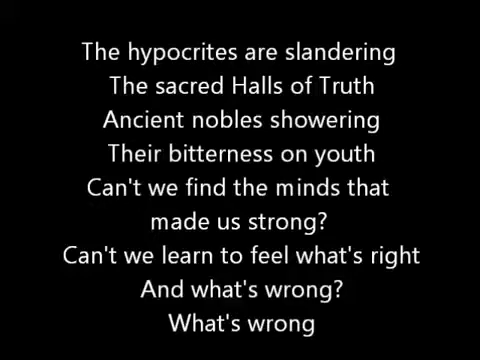 The hypocrites are slandering
The sacred Halls of Truth
Ancient nobles showering
Their bitterness on youth
Can't we find the minds that
made us strong?
Can't we learn to feel what's right
And what's wrong?
What's wrong